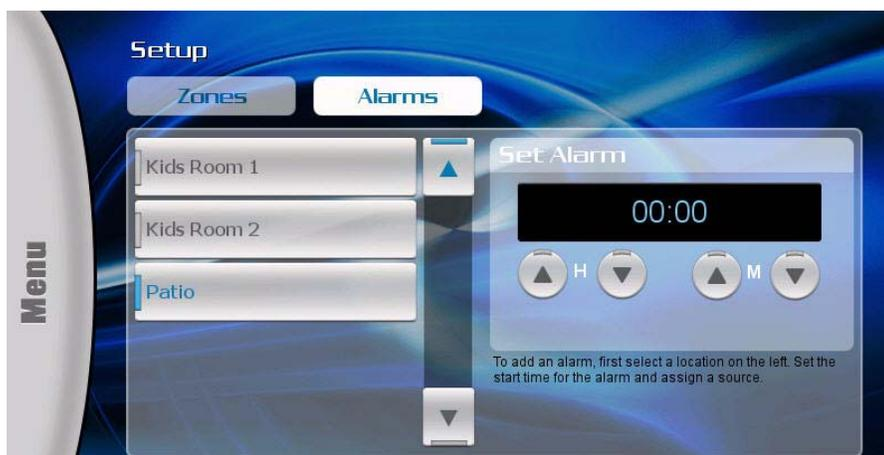 Setup
Zones
Alarms
Kids Room 1
Kids Room 2
Patio
Menu
Set Alarm
00:00
H
M
To add an alarm, first select a location on the left. Set the
start time for the alarm and assign a source.